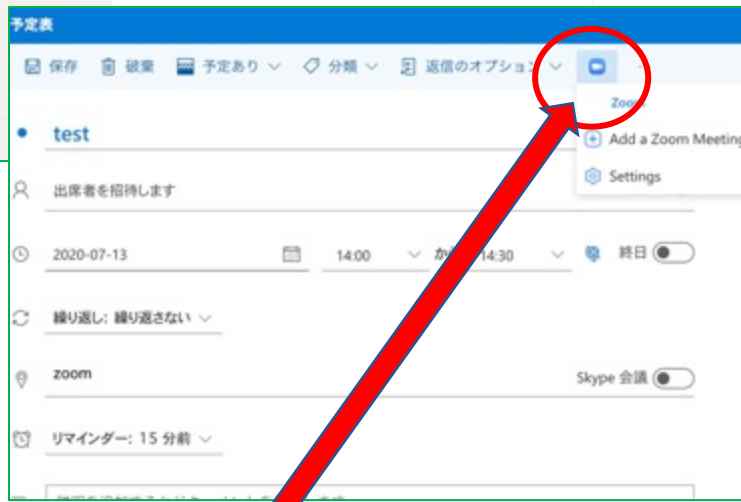 予定表
保存 破棄 予定あり 分類 返信のオプション
Zoom
test
Add a Zoom Meeting
出席者を招待します
Settings
2020-07-13 14:00 から 14:30 終日
繰り返し: 繰り返さない
zoom Skype 会議
リマインダー: 15 分前